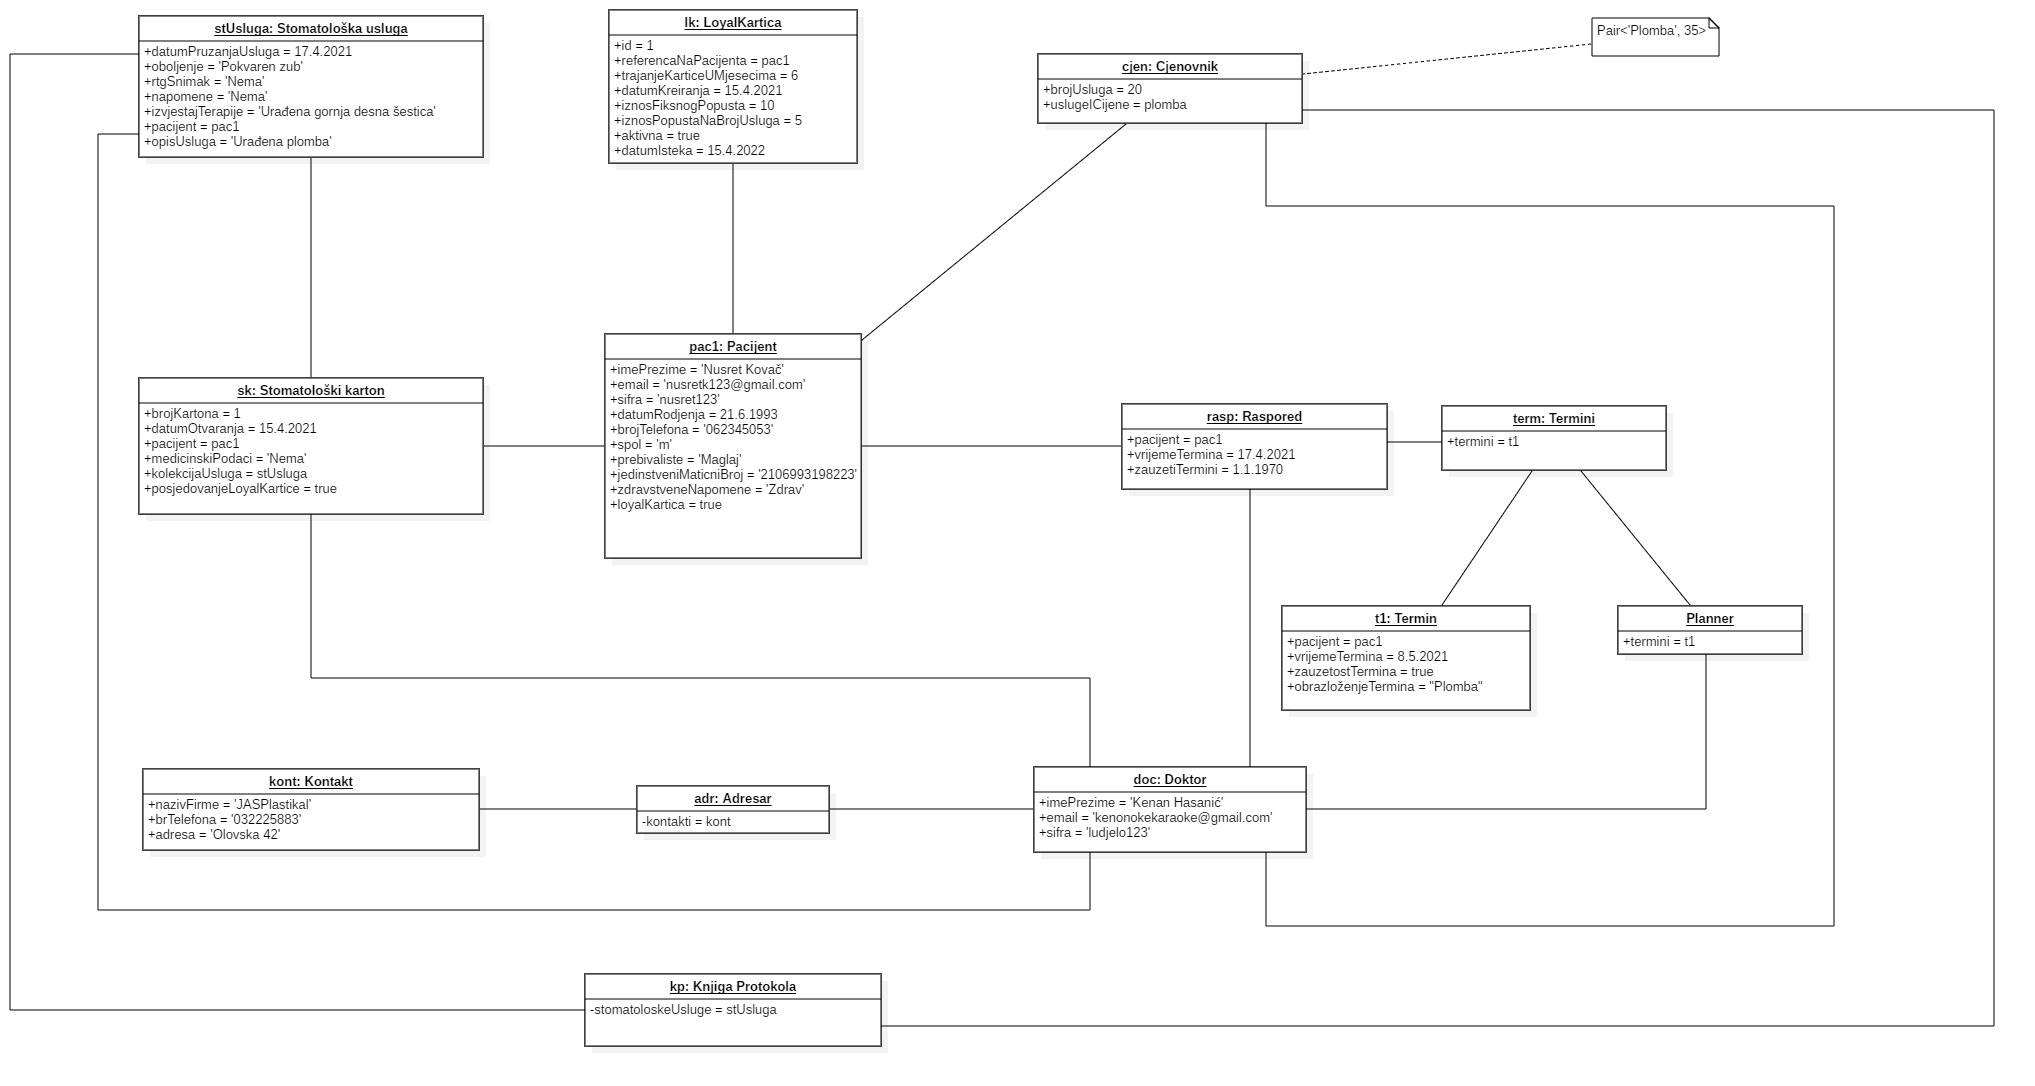 stUsluga: Stomatološka usluga
+datumPruzanjaUsluga = 17.4.2021
+oboljenje = 'Pokvaren zub'
+rtgSnimak = 'Nema'
+napomene = 'Nema'
+izvjestajTerapije = 'Urađena gornja desna šestica'
+pacijent = pac1
+opisUsluga = 'Urađena plomba'
lk: LoyalKartica
+id = 1
+referencaNaPacijenta = pac1
+trajanjeKarticeUMjesecima = 6
+datumKreiranja = 15.4.2021
+iznosFiksnogPopusta = 10
+iznosPopustaNaBrojUsluga = 5
+aktivna = true
+datumIsteka = 15.4.2022
cjen: Cjenovnik
+brojUsluga = 20
+uslugeICijene = plomba
Pair<'Plomba', 35>
sk: Stomatološki karton
+brojKartona = 1
+datumOtvaranja = 15.4.2021
+pacijent = pac1
+medicinskiPodaci = 'Nema'
+kolekcijaUsluga = stUsluga
+posjedovanjeLoyalKartice = true
pac1: Pacijent
+imePrezime = 'Nusret Kovač'
+email = 'nusretk123@gmail.com'
+sifra = 'nusret123'
+datumRodjenja = 21.6.1993
+brojTelefona = '062345053'
+spol = 'm'
+prebivaliste = 'Maglaj'
+jedinstveniMaticniBroj = '2106993198223'
+zdravstveneNapomene = 'Zdrav'
+loyalKartica = true
rasp: Raspored
+pacijent = pac1
+vrijemeTermina = 17.4.2021
+zauzetiTermini = 1.1.1970
term: Termini
+termini = t1
t1: Termin
+pacijent = pac1
+vrijemeTermina = 8.5.2021
+zauzetostTermina = true
+obrazloženjeTermina = "Plomba"
Planner
+termini = t1
kont: Kontakt
+nazivFirme = 'JASPlastikal'
+brTelefona = '032225883'
+adresa = 'Olovska 42'
adr: Adresar
-kontakti = kont
doc: Doktor
+imePrezime = 'Kenan Hasanić'
+email = 'kenonokekaraoke@gmail.com'
+sifra = 'ludjelo123'
kp: Knjiga Protokola
-stomatoloskeUsluge = stUsluga